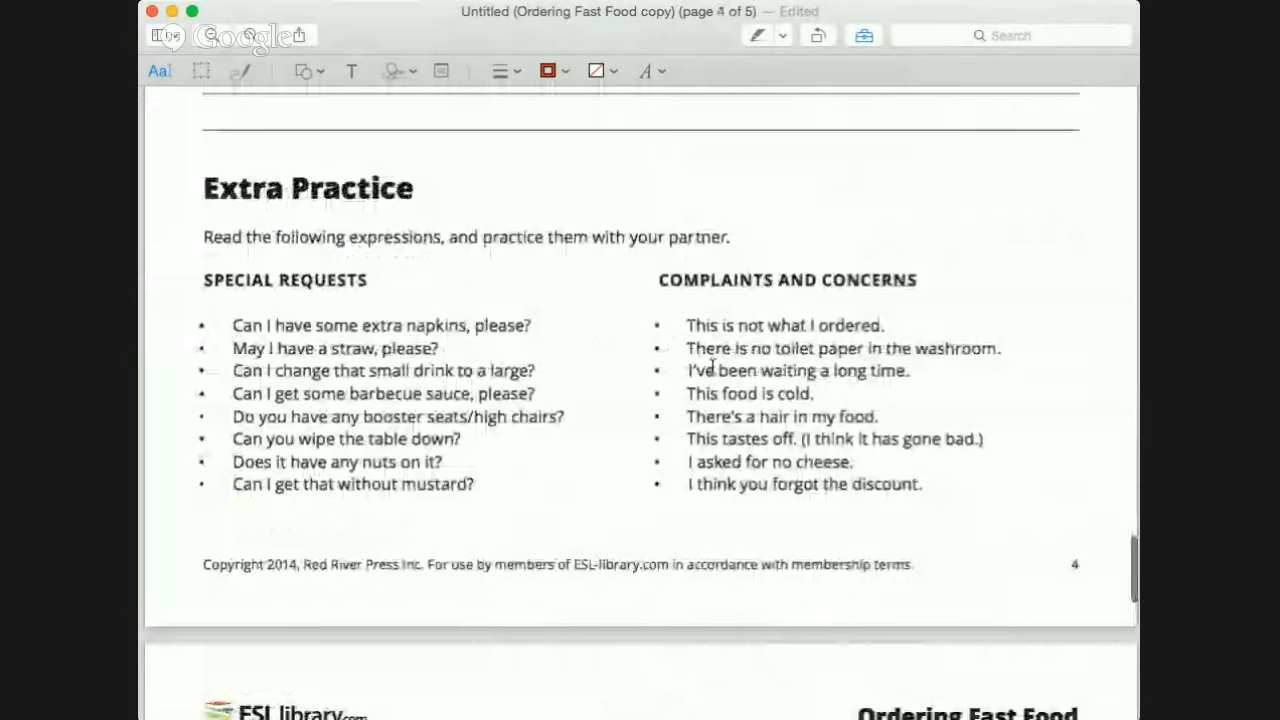 Untitled (Ordering Fast Food copy) (page 4 of 5) — Edited
Google
Search
Extra Practice
Read the following expressions, and practice them with your partner.
SPECIAL REQUESTS
• Can I have some extra napkins, please?
• May I have a straw, please?
• Can I change that small drink to a large?
• Can I get some barbecue sauce, please?
• Do you have any booster seats/high chairs?
• Can you wipe the table down?
• Does it have any nuts on it?
• Can I get that without mustard?
COMPLAINTS AND CONCERNS
• This is not what I ordered.
• There is no toilet paper in the washroom.
• I've been waiting a long time.
• This food is cold.
• There's a hair in my food.
• This tastes off. (I think it has gone bad.)
• I asked for no cheese.
• I think you forgot the discount.
Copyright 2014, Red River Press Inc. For use by members of ESL-library.com in accordance with membership terms. 4
ESL library.com
Ordering Fast Food